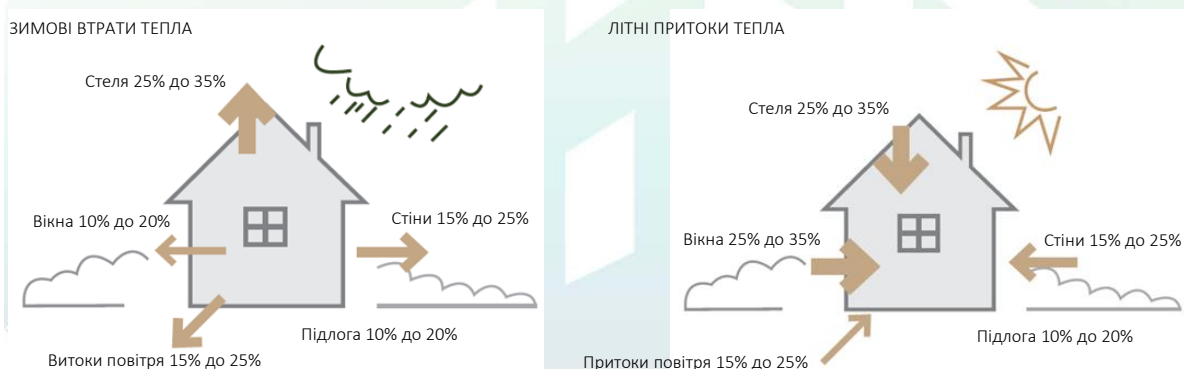 ЗИМОВІ ВТРАТИ ТЕПЛА
Стеля 25% до 35%
Вікна 10% до 20%
Стіни 15% до 25%
Підлога 10% до 20%
Витоки повітря 15% до 25%
ЛІТНІ ПРИТОКИ ТЕПЛА
Стеля 25% до 35%
Вікна 25% до 35%
Стіни 15% до 25%
Підлога 10% до 20%
Притоки повітря 15% до 25%